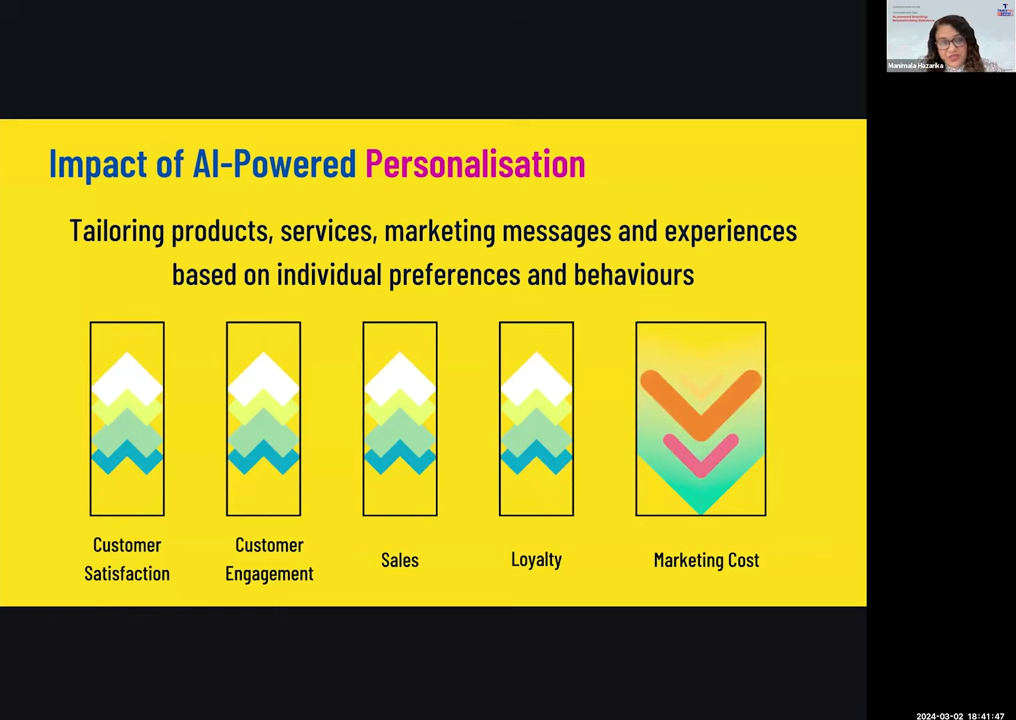 Impact of AI-Powered Personalisation
Tailoring products, services, marketing messages and experiences
based on individual preferences and behaviours
Customer
Satisfaction
Customer
Engagement
Sales
Loyalty
Marketing Cost
Manimala Hazarika
2024-03-02 18:41:47